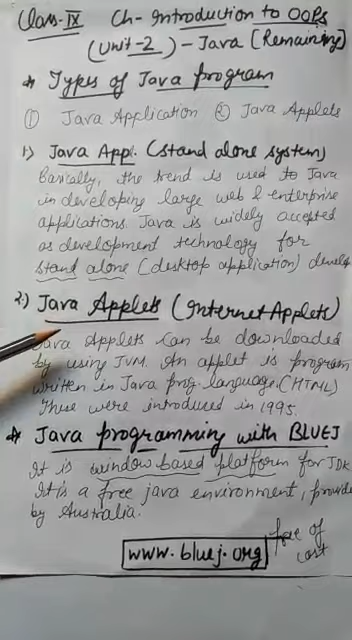 Class-IX Ch- Introduction to OOPs
(Unit-2) - Java [Remaining]
* Types of Java program
① Java Application ② Java Applets
1) Java App. (Stand alone system)
Basically, the trend is used to Java
in developing large web & enterprise
applications. Java is widely accepted
as development technology for
stand alone (desktop application) develop
2.) Java Applets (Internet Applets)
Java Applets can be downloaded
by using JVM. An applet is program
written in Java prog. language. (HTML)
These were introduced in 1995.
* Java programming with BLUEJ
It is window based platform for JDK
It is a free java environment, provide
by Australia.
www.bluej.org free of
cost